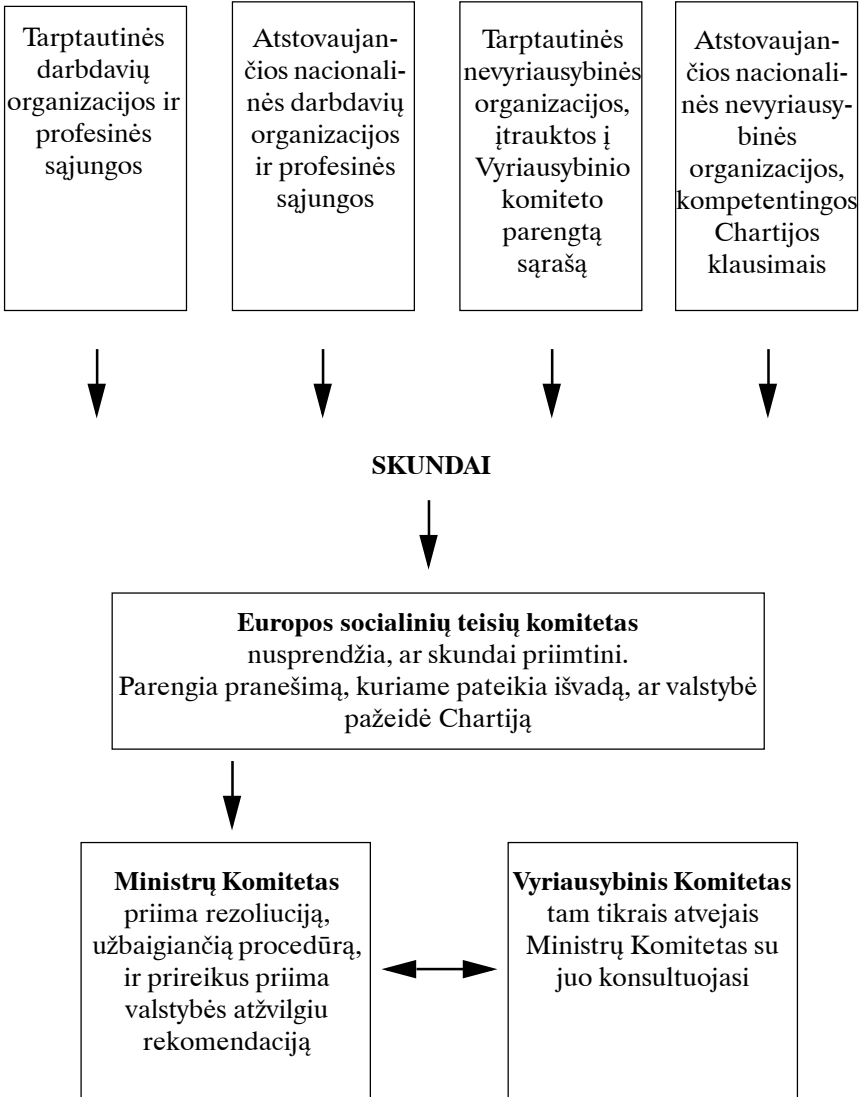 Tarptautinės
darbdavių
organizacijos ir
profesinės
sąjungos
Atstovaujan-
čios nacionali-
nės darbdavių
organizacijos
ir profesinės
sąjungos
Tarptautinės
nevyriausybinės
organizacijos,
įtrauktos į
Vyriausybinio
komiteto
parengtą
sąrašą
Atstovaujan-
čios nacionali-
nės nevyriausy-
binės
organizacijos,
kompetentingos
Chartijos
klausimais
SKUNDAI
Europos socialinių teisių komitetas
nusprendžia, ar skundai priimtini.
Parengia pranešimą, kuriame pateikia išvadą, ar valstybė
pažeidė Chartiją
Ministrų Komitetas
priima rezoliuciją,
užbaigiančią procedūrą,
ir prireikus priima
valstybės atžvilgiu
rekomendaciją
Vyriausybinis Komitetas
tam tikrais atvejais
Ministrų Komitetas su
juo konsultuojasi